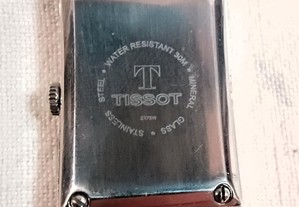 STAINLESS STEEL • WATER RESISTANT 30M • MINERAL GLASS •
T
TISSOT